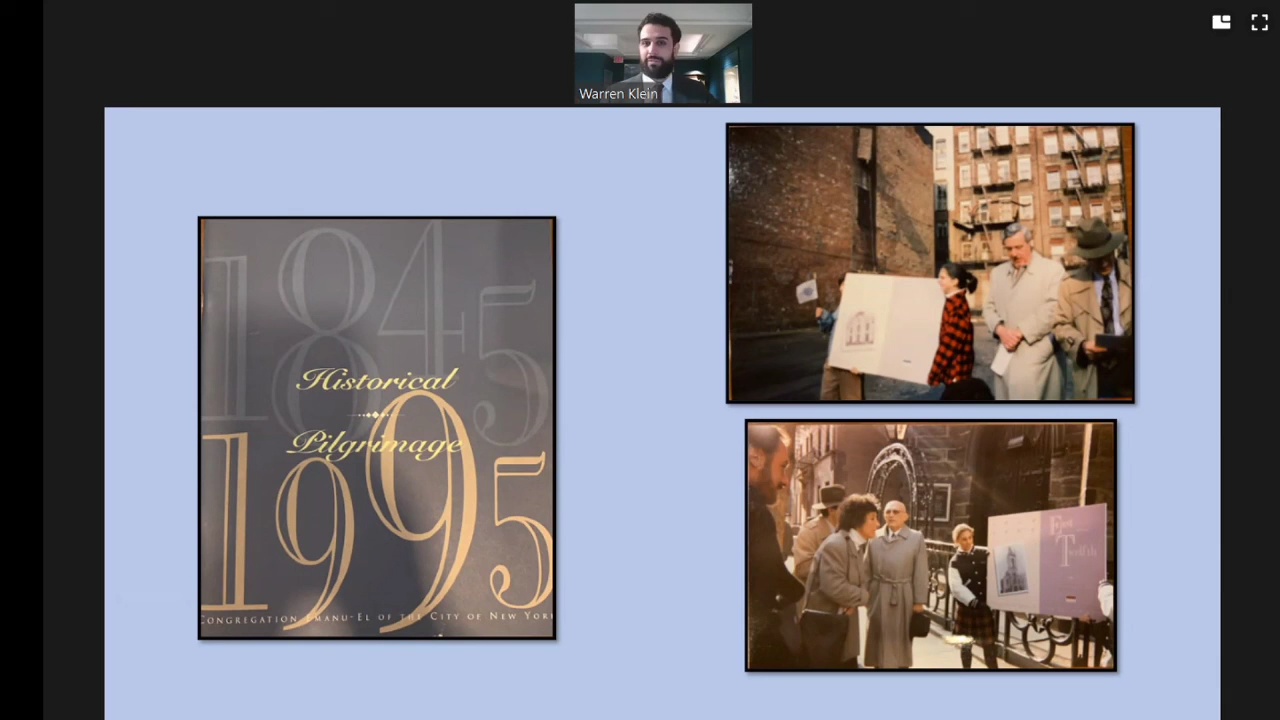 Warren Klein
1845
Historical
Pilgrimage
1995
CONGREGATION EMANU-EL OF THE CITY OF NEW YORK
East
Twelfth